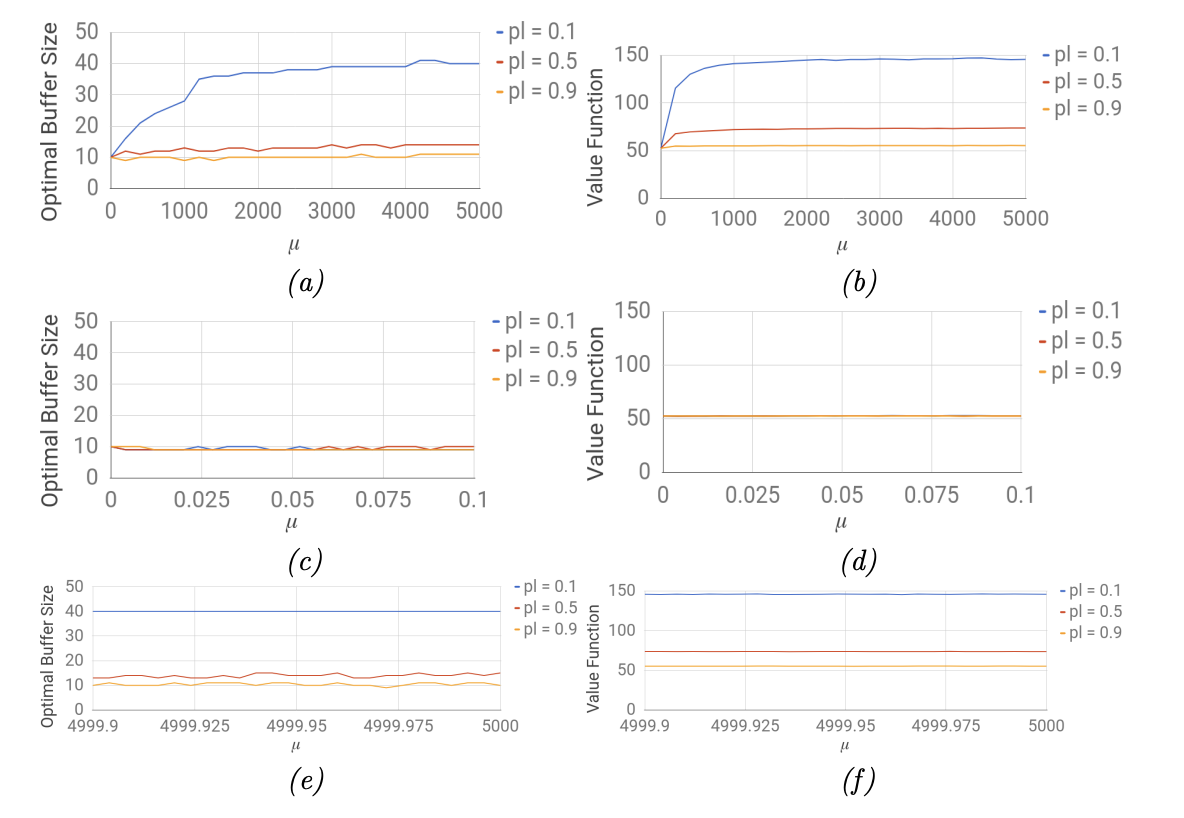 Optimal Buffer Size
50
40
30
20
10
0
0 1000 2000 3000 4000 5000
μ
pl = 0.1
pl = 0.5
pl = 0.9
(a)
Value Function
150
100
50
0
0 1000 2000 3000 4000 5000
μ
pl = 0.1
pl = 0.5
pl = 0.9
(b)
Optimal Buffer Size
50
40
30
20
10
0
0 0.025 0.05 0.075 0.1
μ
pl = 0.1
pl = 0.5
pl = 0.9
(c)
Value Function
150
100
50
0
0 0.025 0.05 0.075 0.1
μ
pl = 0.1
pl = 0.5
pl = 0.9
(d)
Optimal Buffer Size
50
40
30
20
10
0
4999.9 4999.925 4999.95 4999.975 5000
μ
pl = 0.1
pl = 0.5
pl = 0.9
(e)
Value Function
150
100
50
0
4999.9 4999.925 4999.95 4999.975 5000
μ
pl = 0.1
pl = 0.5
pl = 0.9
(f)